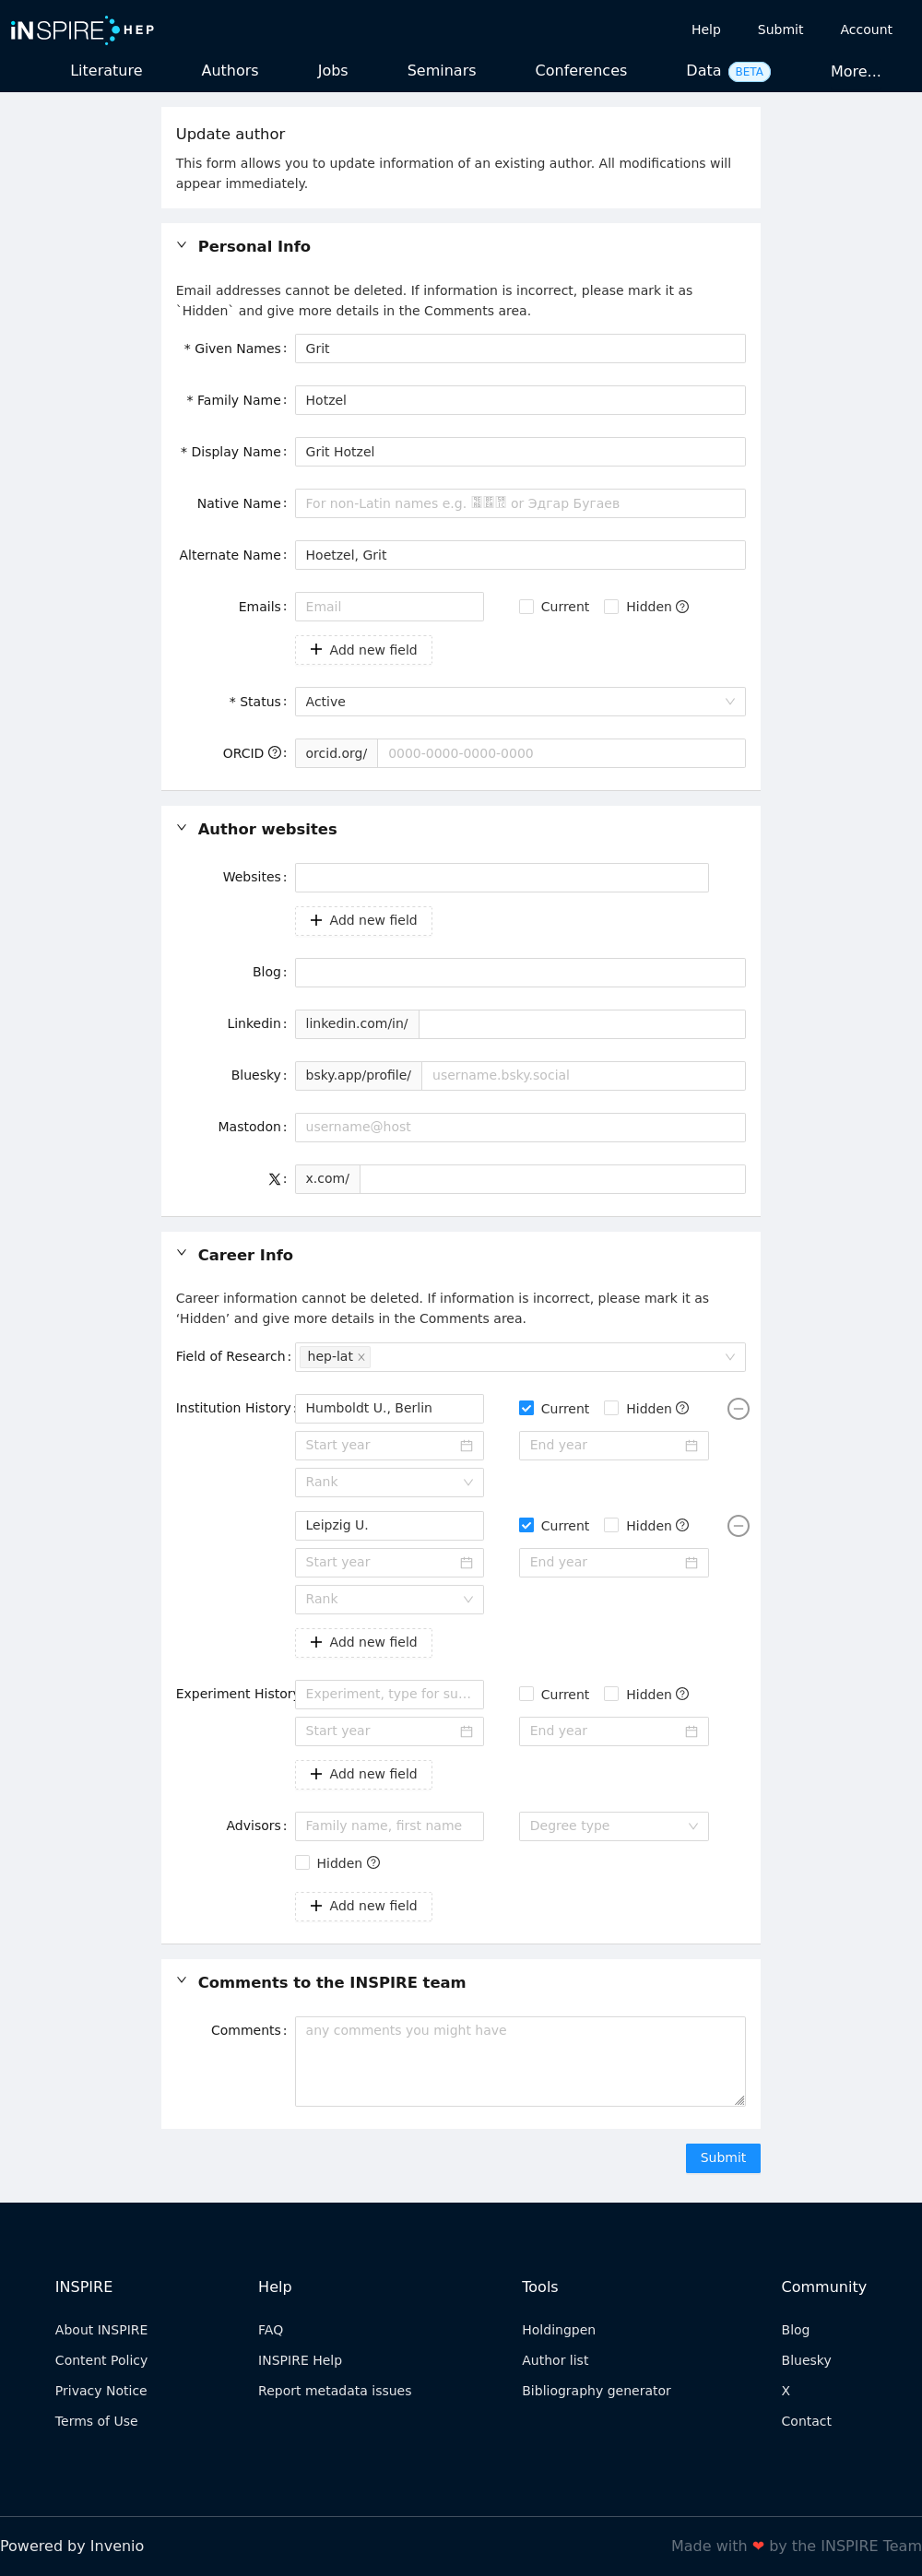 iNSPIRE HEP
Help Submit Account
Literature Authors Jobs Seminars Conferences Data BETA More...
Update author
This form allows you to update information of an existing author. All modifications will
appear immediately.
Personal Info
Email addresses cannot be deleted. If information is incorrect, please mark it as
`Hidden` and give more details in the Comments area.
* Given Names: Grit
* Family Name: Hotzel
* Display Name: Grit Hotzel
Native Name: For non-Latin names e.g. or Эдгар Бугаев
Alternate Name: Hoetzel, Grit
Emails: Email Current Hidden
Add new field
* Status: Active
ORCID : orcid.org/ 0000-0000-0000-0000
Author websites
Websites:
Add new field
Blog:
Linkedin: linkedin.com/in/
Bluesky: bsky.app/profile/ username.bsky.social
Mastodon: username@host
X: x.com/
Career Info
Career information cannot be deleted. If information is incorrect, please mark it as
‘Hidden’ and give more details in the Comments area.
Field of Research: hep-lat
Institution History: Humboldt U., Berlin Current Hidden
Start year End year
Rank
Leipzig U. Current Hidden
Start year End year
Rank
Add new field
Experiment History Experiment, type for su... Current Hidden
Start year End year
Add new field
Advisors: Family name, first name Degree type
Hidden
Add new field
Comments to the INSPIRE team
Comments: any comments you might have
Submit
INSPIRE Help Tools Community
About INSPIRE FAQ Holdingpen Blog
Content Policy INSPIRE Help Author list Bluesky
Privacy Notice Report metadata issues Bibliography generator X
Terms of Use Contact
Powered by Invenio Made with ❤ by the INSPIRE Team